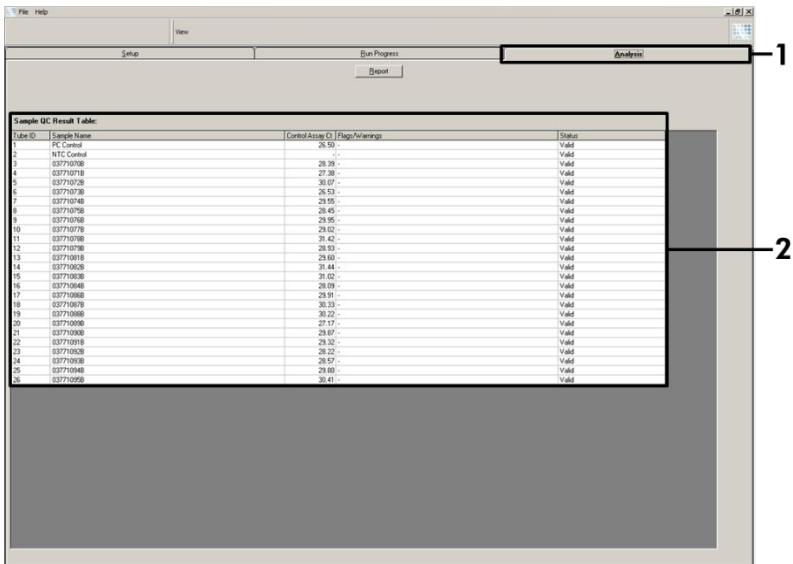 File Help
View
Setup Run Progress Analysis 1
Report
Sample QC Result Table:
Tube ID Sample Name Control Assay Ct Flags/Warnings Status
1 PC Control 26.50 - Valid
2 NTC Control - - Valid
3 03771070B 28.39 - Valid
4 03771071B 27.38 - Valid
5 03771072B 30.07 - Valid
6 03771073B 26.53 - Valid
7 03771074B 29.55 - Valid
8 03771075B 28.45 - Valid
9 03771076B 29.95 - Valid
10 03771077B 29.02 - Valid
11 03771078B 31.42 - Valid
12 03771079B 28.93 - Valid
13 03771081B 29.60 - Valid
14 03771082B 31.44 - Valid
15 03771083B 31.02 - Valid
16 03771084B 28.09 - Valid
17 03771086B 29.91 - Valid
18 03771087B 30.33 - Valid
19 03771088B 30.22 - Valid
20 03771089B 27.17 - Valid
21 03771090B 29.87 - Valid
22 03771091B 29.32 - Valid
23 03771092B 28.22 - Valid
24 03771093B 28.57 - Valid
25 03771094B 29.80 - Valid
26 03771095B 30.41 - Valid
2